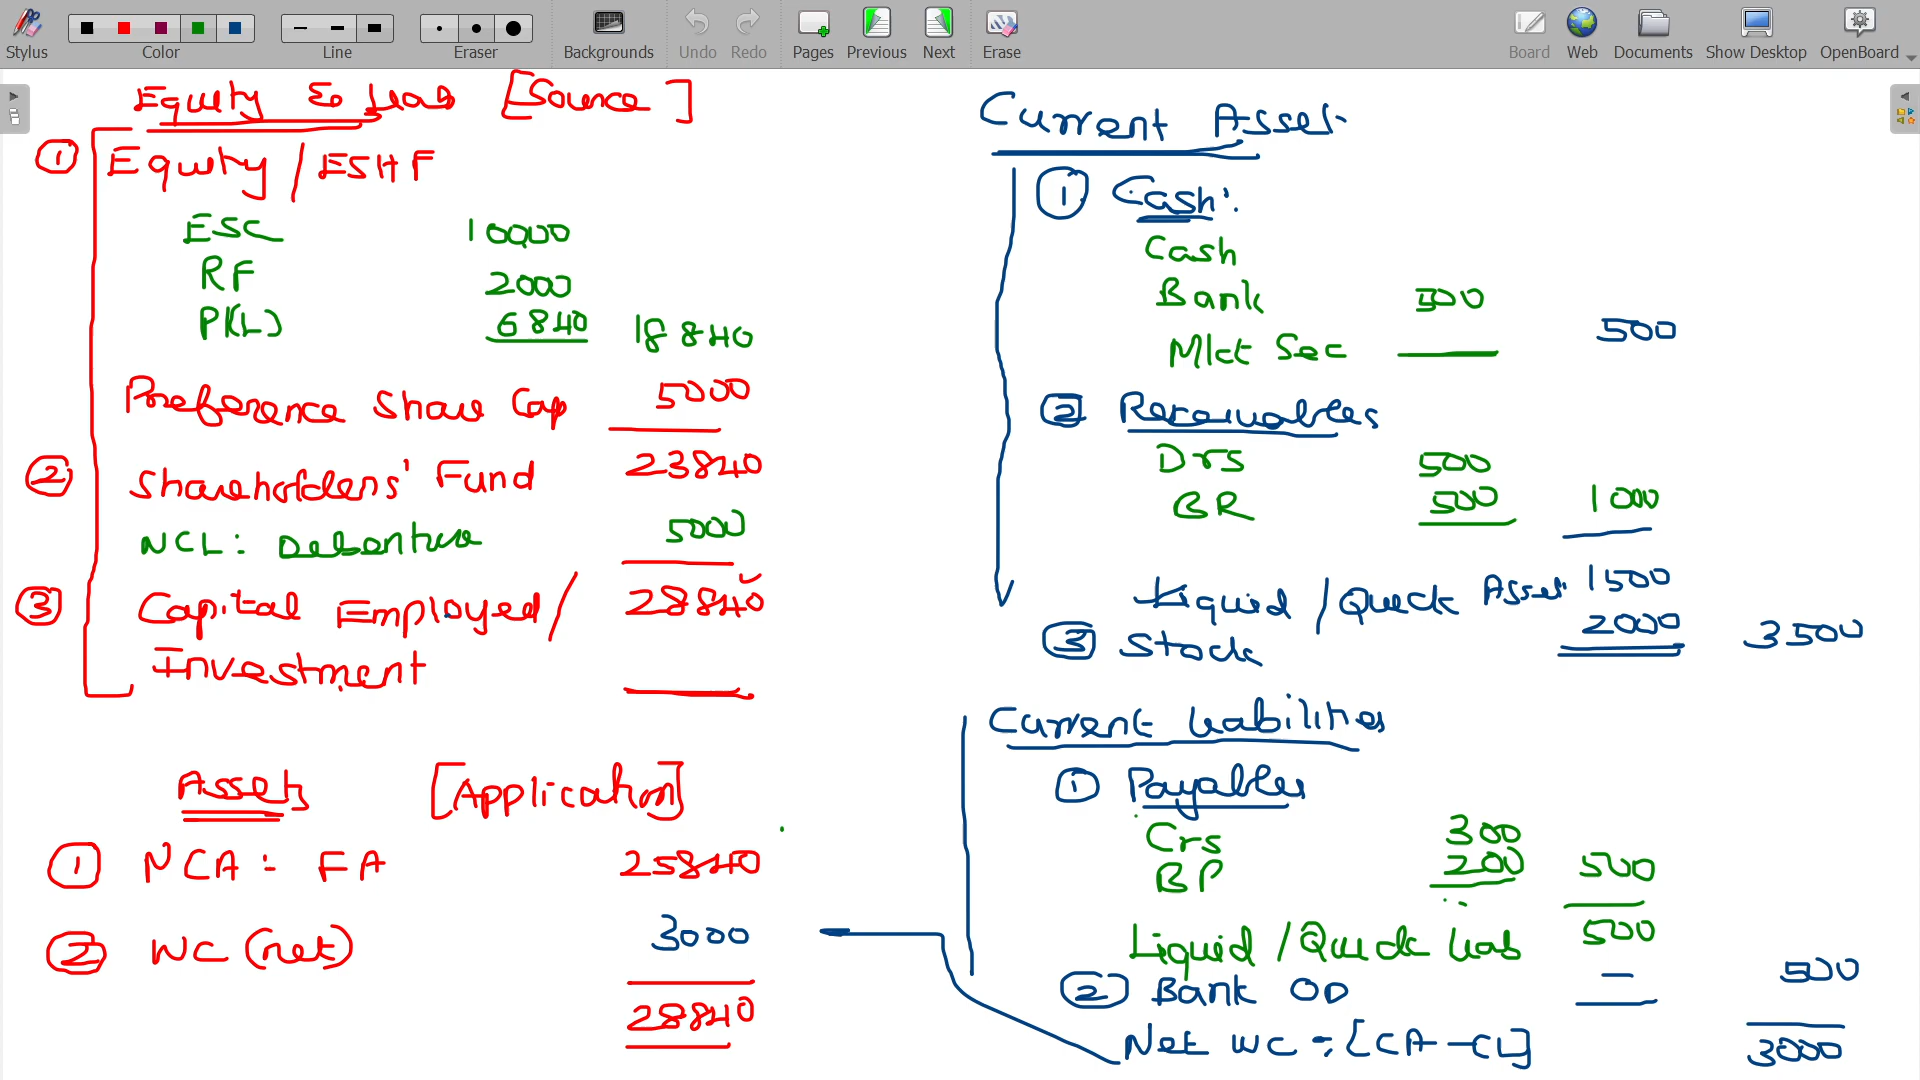 Stylus Color Line Eraser Backgrounds Undo Redo Pages Previous Next Erase Board Web Documents Show Desktop OpenBoard
Equity & Liab [Source]
① Equity / ESHF
ESC 10000
RF 2000
P/(L) 6840 18840
Preference Share Cap 5000
② Shareholders' Fund 23840
NCL: Debenture 5000
③ Capital Employed / 28840
Investment
Assets [Application]
① NCA: FA 25840
② WC (net) 3000
28840
Current Asset
① Cash:
Cash
Bank 500
Mkt Sec 500
② Receivables
Drs 500
BR 500 1000
Liquid / Quick Asset 1500
③ Stock 2000 3500
Current Liabilities
① Payables
Crs 300
BP 200 500
Liquid / Quick Liab 500
② Bank OD — 500
Net WC = [CA - CL] 3000